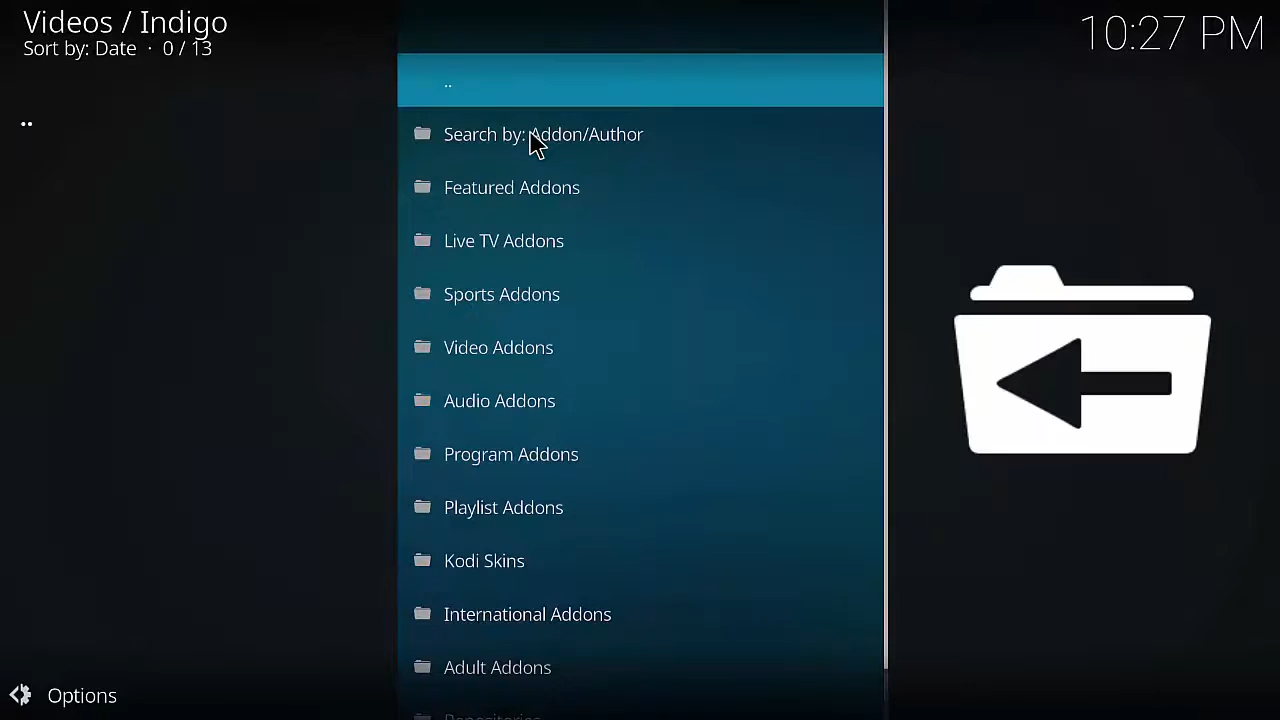 Videos / Indigo
Sort by: Date · 0 / 13
10:27 PM
..
..
Search by: Addon/Author
Featured Addons
Live TV Addons
Sports Addons
Video Addons
Audio Addons
Program Addons
Playlist Addons
Kodi Skins
International Addons
Adult Addons
Repositories
Options